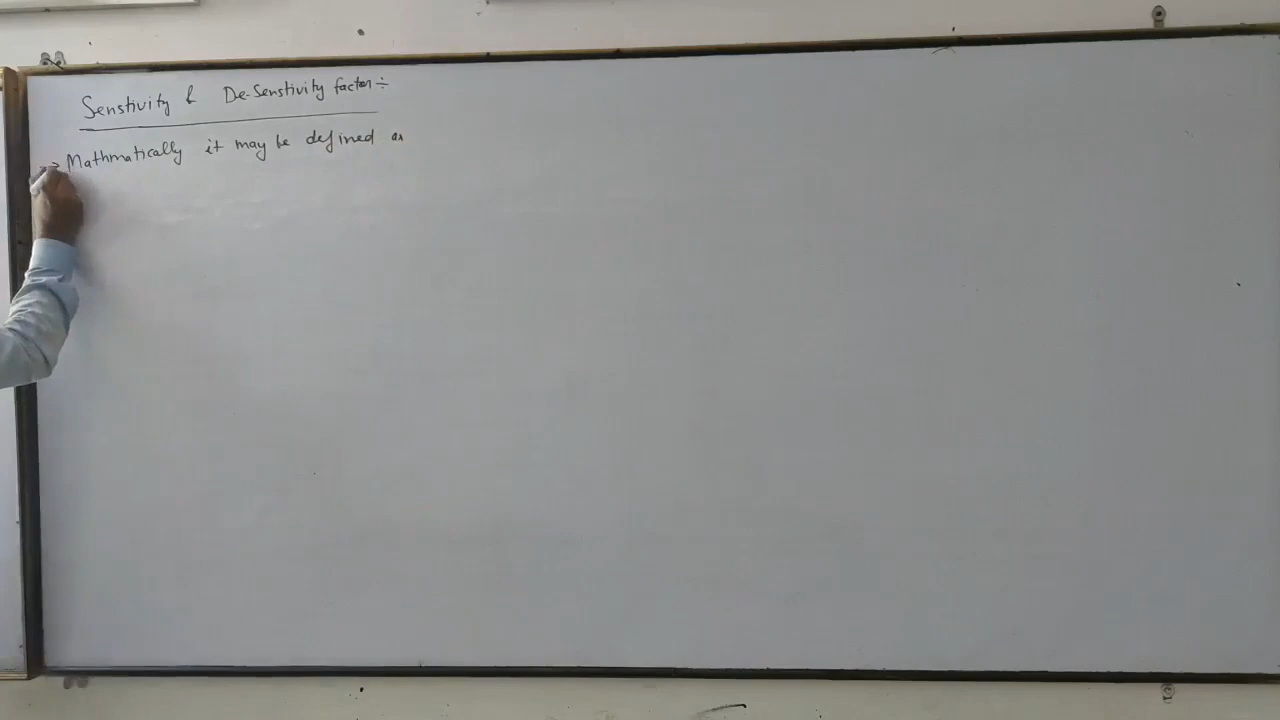 Senstivity & De-Senstivity factor÷
→ Mathmatically it may be defined as